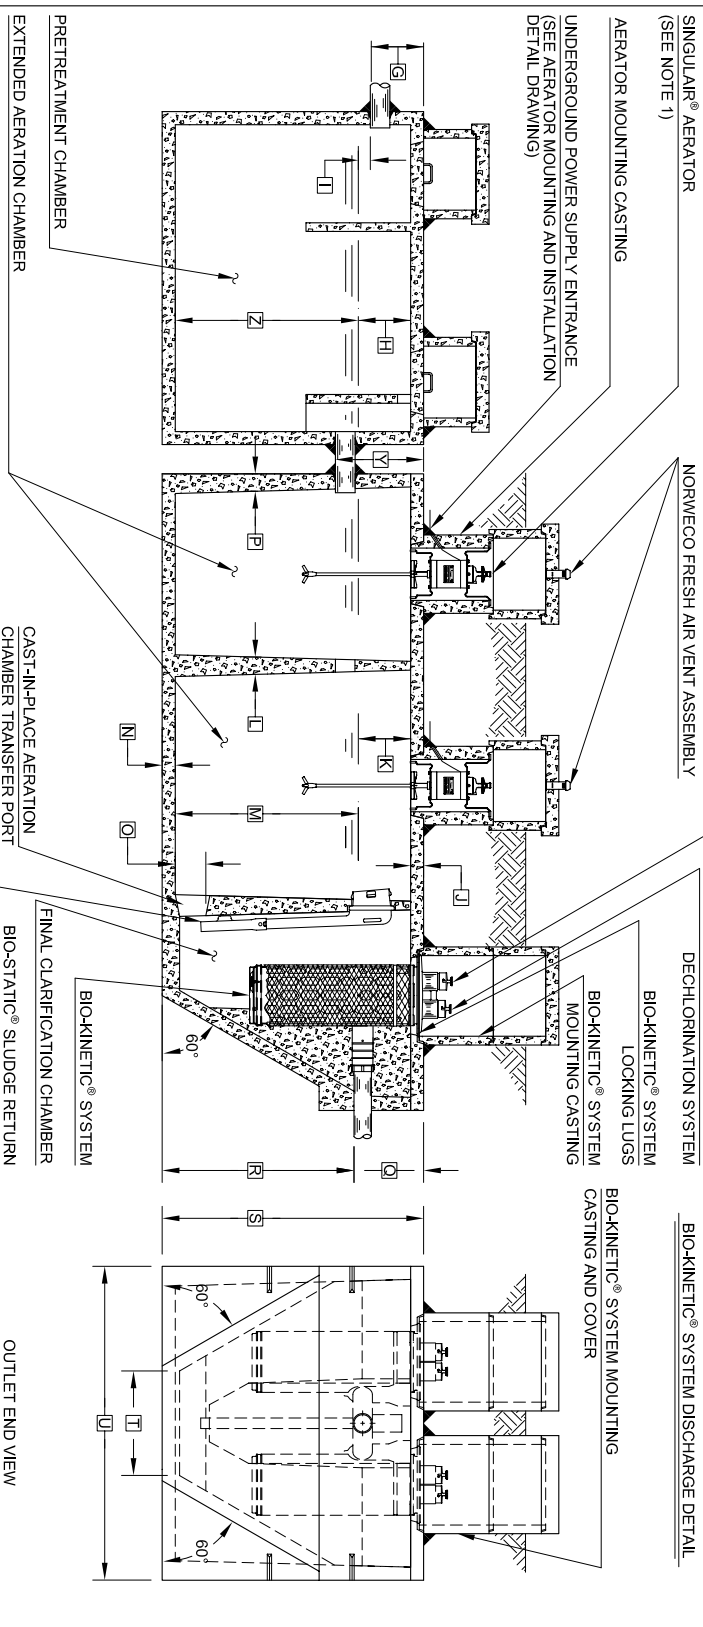 SINGULAIR® AERATOR
(SEE NOTE 1)
AERATOR MOUNTING CASTING
UNDERGROUND POWER SUPPLY ENTRANCE
(SEE AERATOR MOUNTING AND INSTALLATION
DETAIL DRAWING)
PRETREATMENT CHAMBER
EXTENDED AERATION CHAMBER
NORWECO FRESH AIR VENT ASSEMBLY
CAST-IN-PLACE AERATION
CHAMBER TRANSFER PORT
DECHLORINATION SYSTEM
BIO-KINETIC® SYSTEM
LOCKING LUGS
BIO-KINETIC® SYSTEM
MOUNTING CASTING
BIO-KINETIC® SYSTEM
FINAL CLARIFICATION CHAMBER
BIO-STATIC® SLUDGE RETURN
BIO-KINETIC® SYSTEM DISCHARGE DETAIL
BIO-KINETIC® SYSTEM MOUNTING
CASTING AND COVER
OUTLET END VIEW
G
I
H
Z
Y
P
L
K
M
N
O
J
60°
Q
R
S
60°
60°
T
U